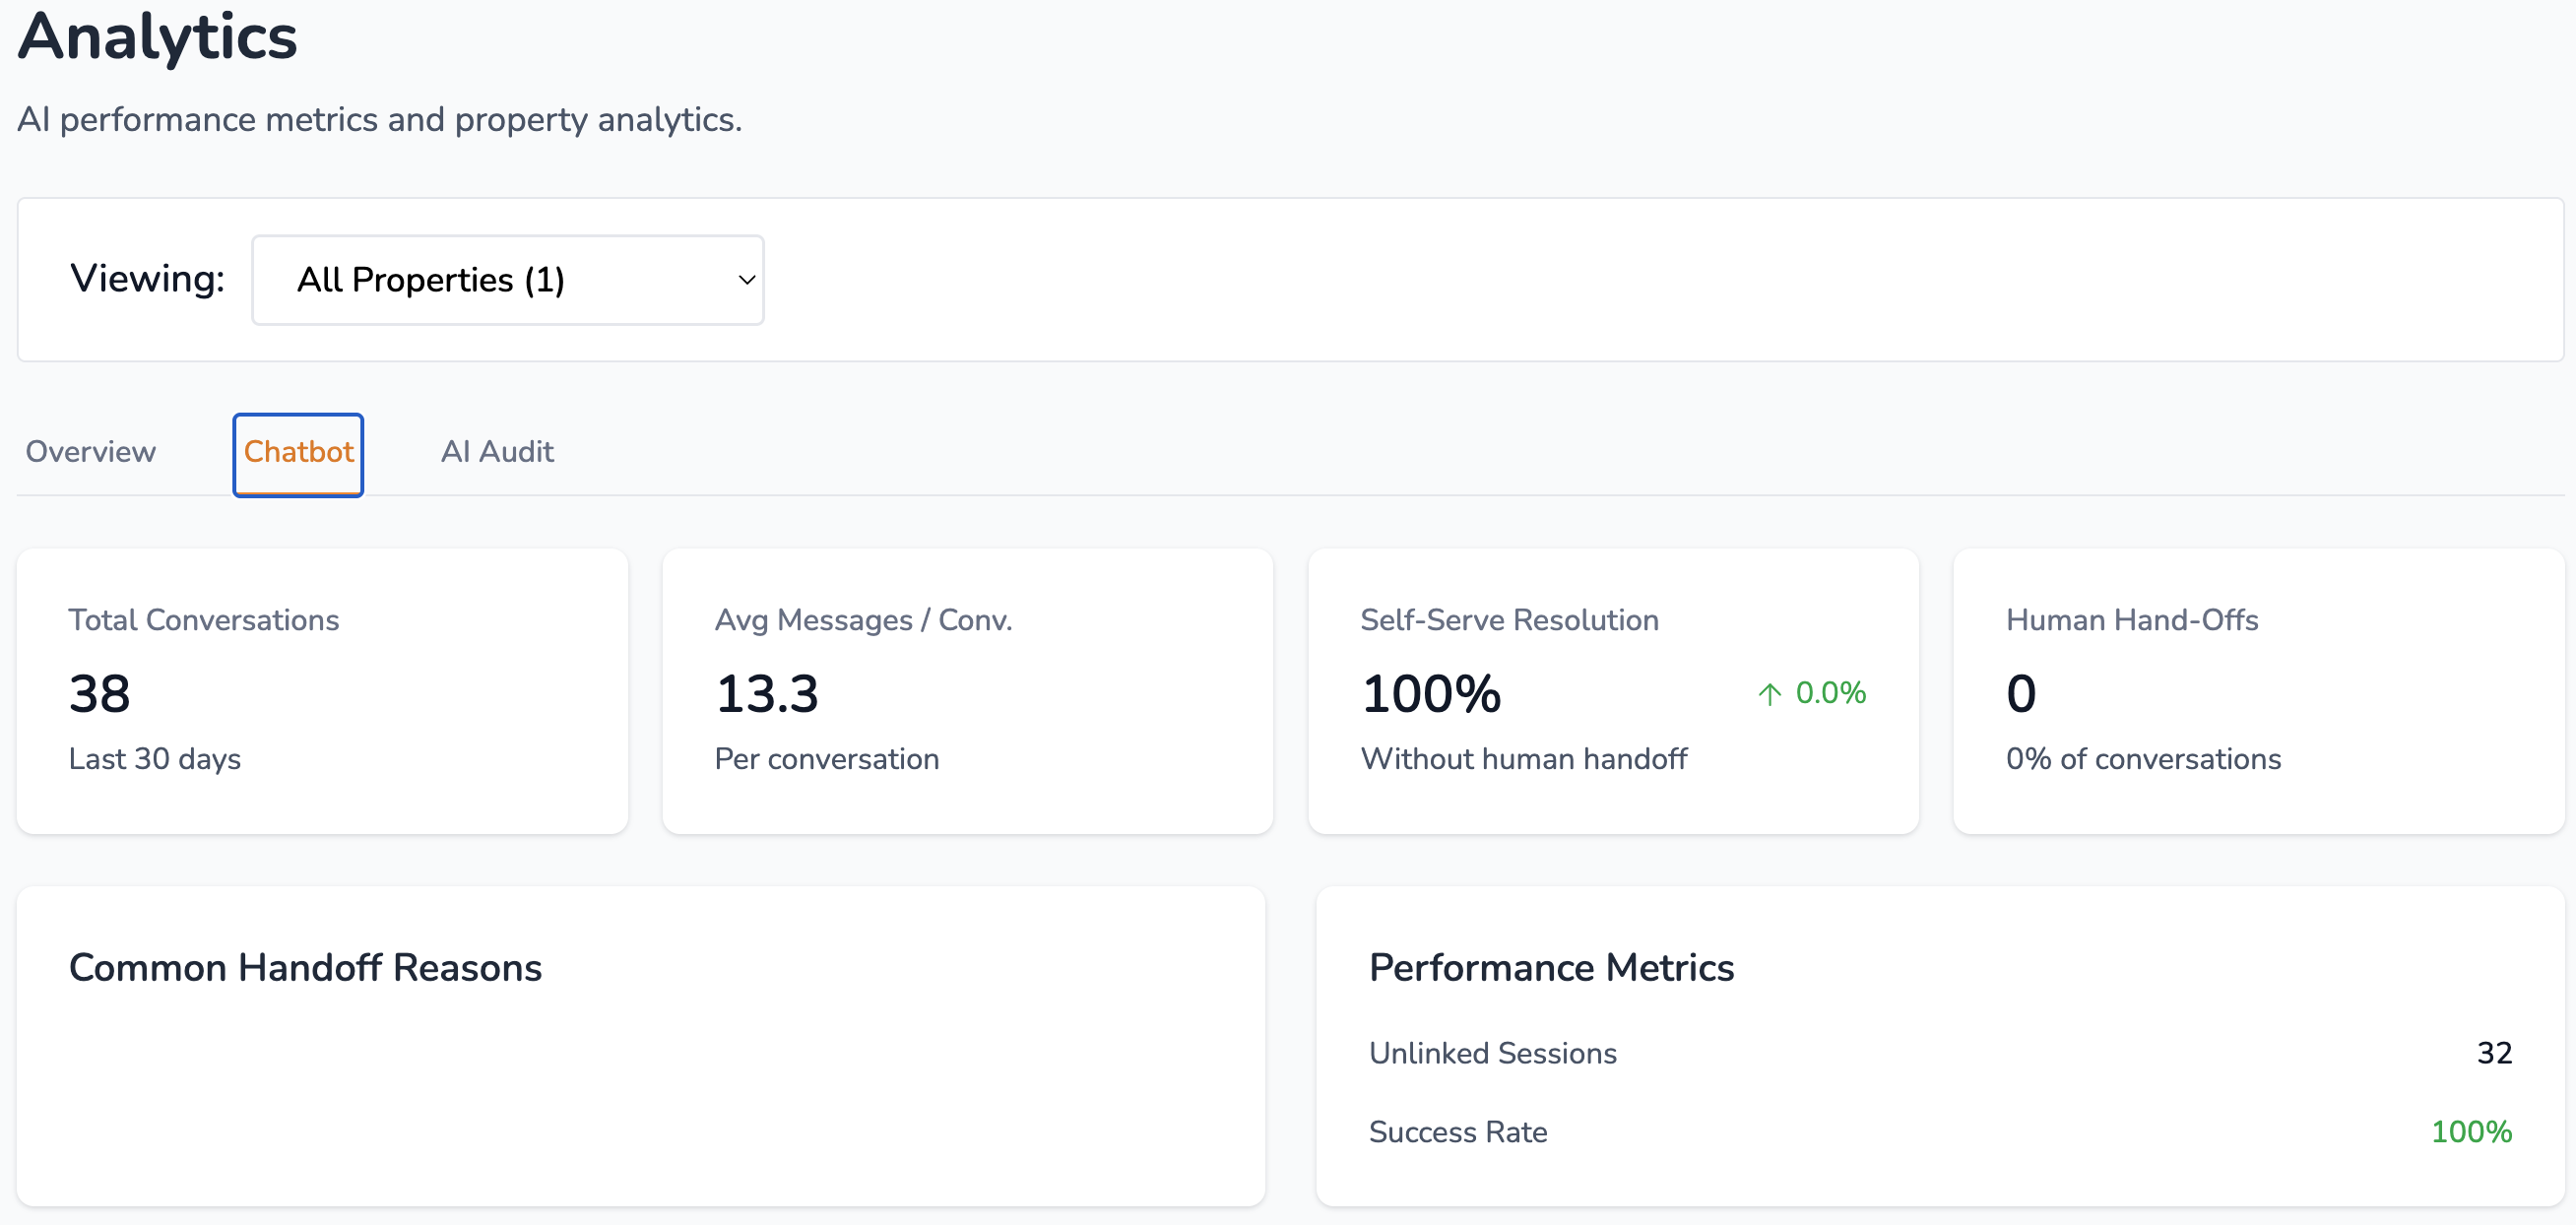 Analytics
AI performance metrics and property analytics.
Viewing: All Properties (1)
Overview Chatbot AI Audit
Total Conversations
38
Last 30 days
Avg Messages / Conv.
13.3
Per conversation
Self-Serve Resolution
100% ↑ 0.0%
Without human handoff
Human Hand-Offs
0
0% of conversations
Common Handoff Reasons
Performance Metrics
Unlinked Sessions 32
Success Rate 100%